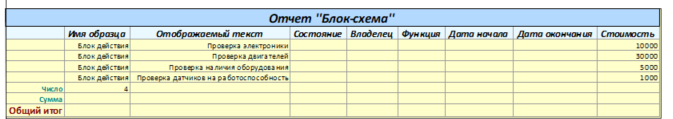 Отчет "Блок-схема"
Имя образца Отображаемый текст Состояние Владелец Функция Дата начала Дата окончания Стоимость
Блок действия Проверка электроники 10000
Блок действия Проверка двигателей 30000
Блок действия Проверка наличия оборудования 5000
Блок действия Проверка датчиков на работоспособность 1000
Число 4
Сумма
Общий итог